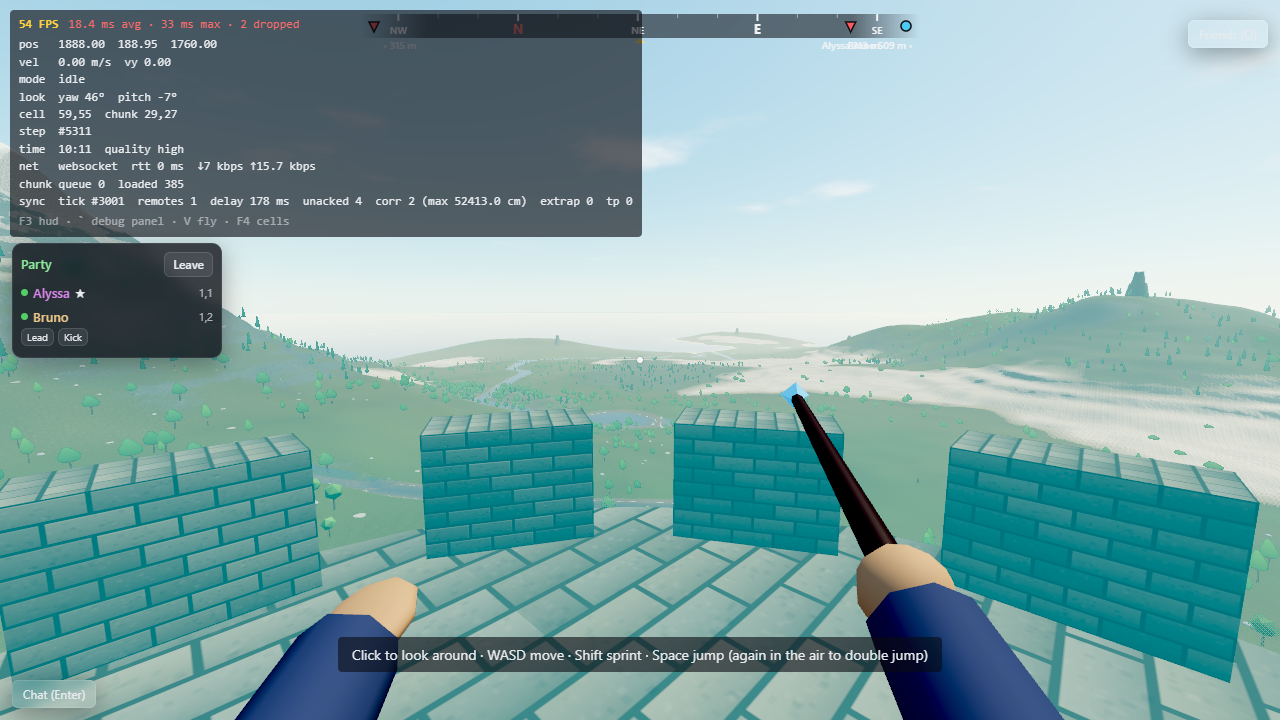 54 FPS 18.4 ms avg · 33 ms max · 2 dropped
pos 1888.00 188.95 1760.00
vel 0.00 m/s vy 0.00
mode idle
look yaw 46° pitch -7°
cell 59,55 chunk 29,27
step #5311
time 10:11 quality high
net websocket rtt 0 ms ↓7 kbps ↑15.7 kbps
chunk queue 0 loaded 385
sync tick #3001 remotes 1 delay 178 ms unacked 4 corr 2 (max 52413.0 cm) extrap 0 tp 0
F3 hud · ` debug panel · V fly · F4 cells
NW N NE E SE
315 m
Friends
Party Leave
Alyssa ★ 1,1
Bruno 1,2
Lead Kick
Click to look around · WASD move · Shift sprint · Space jump (again in the air to double jump)
Chat (Enter)